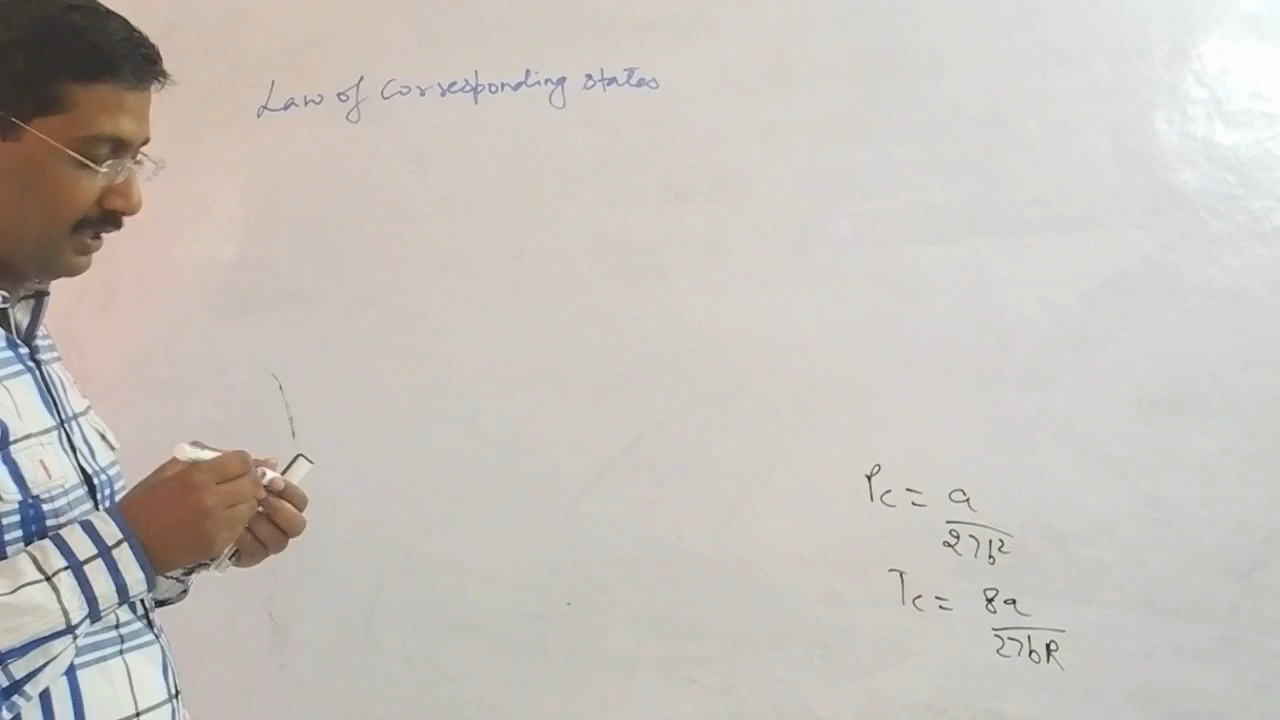 Law of Corresponding states
Pc = a
27b²
Tc = 8a
27bR